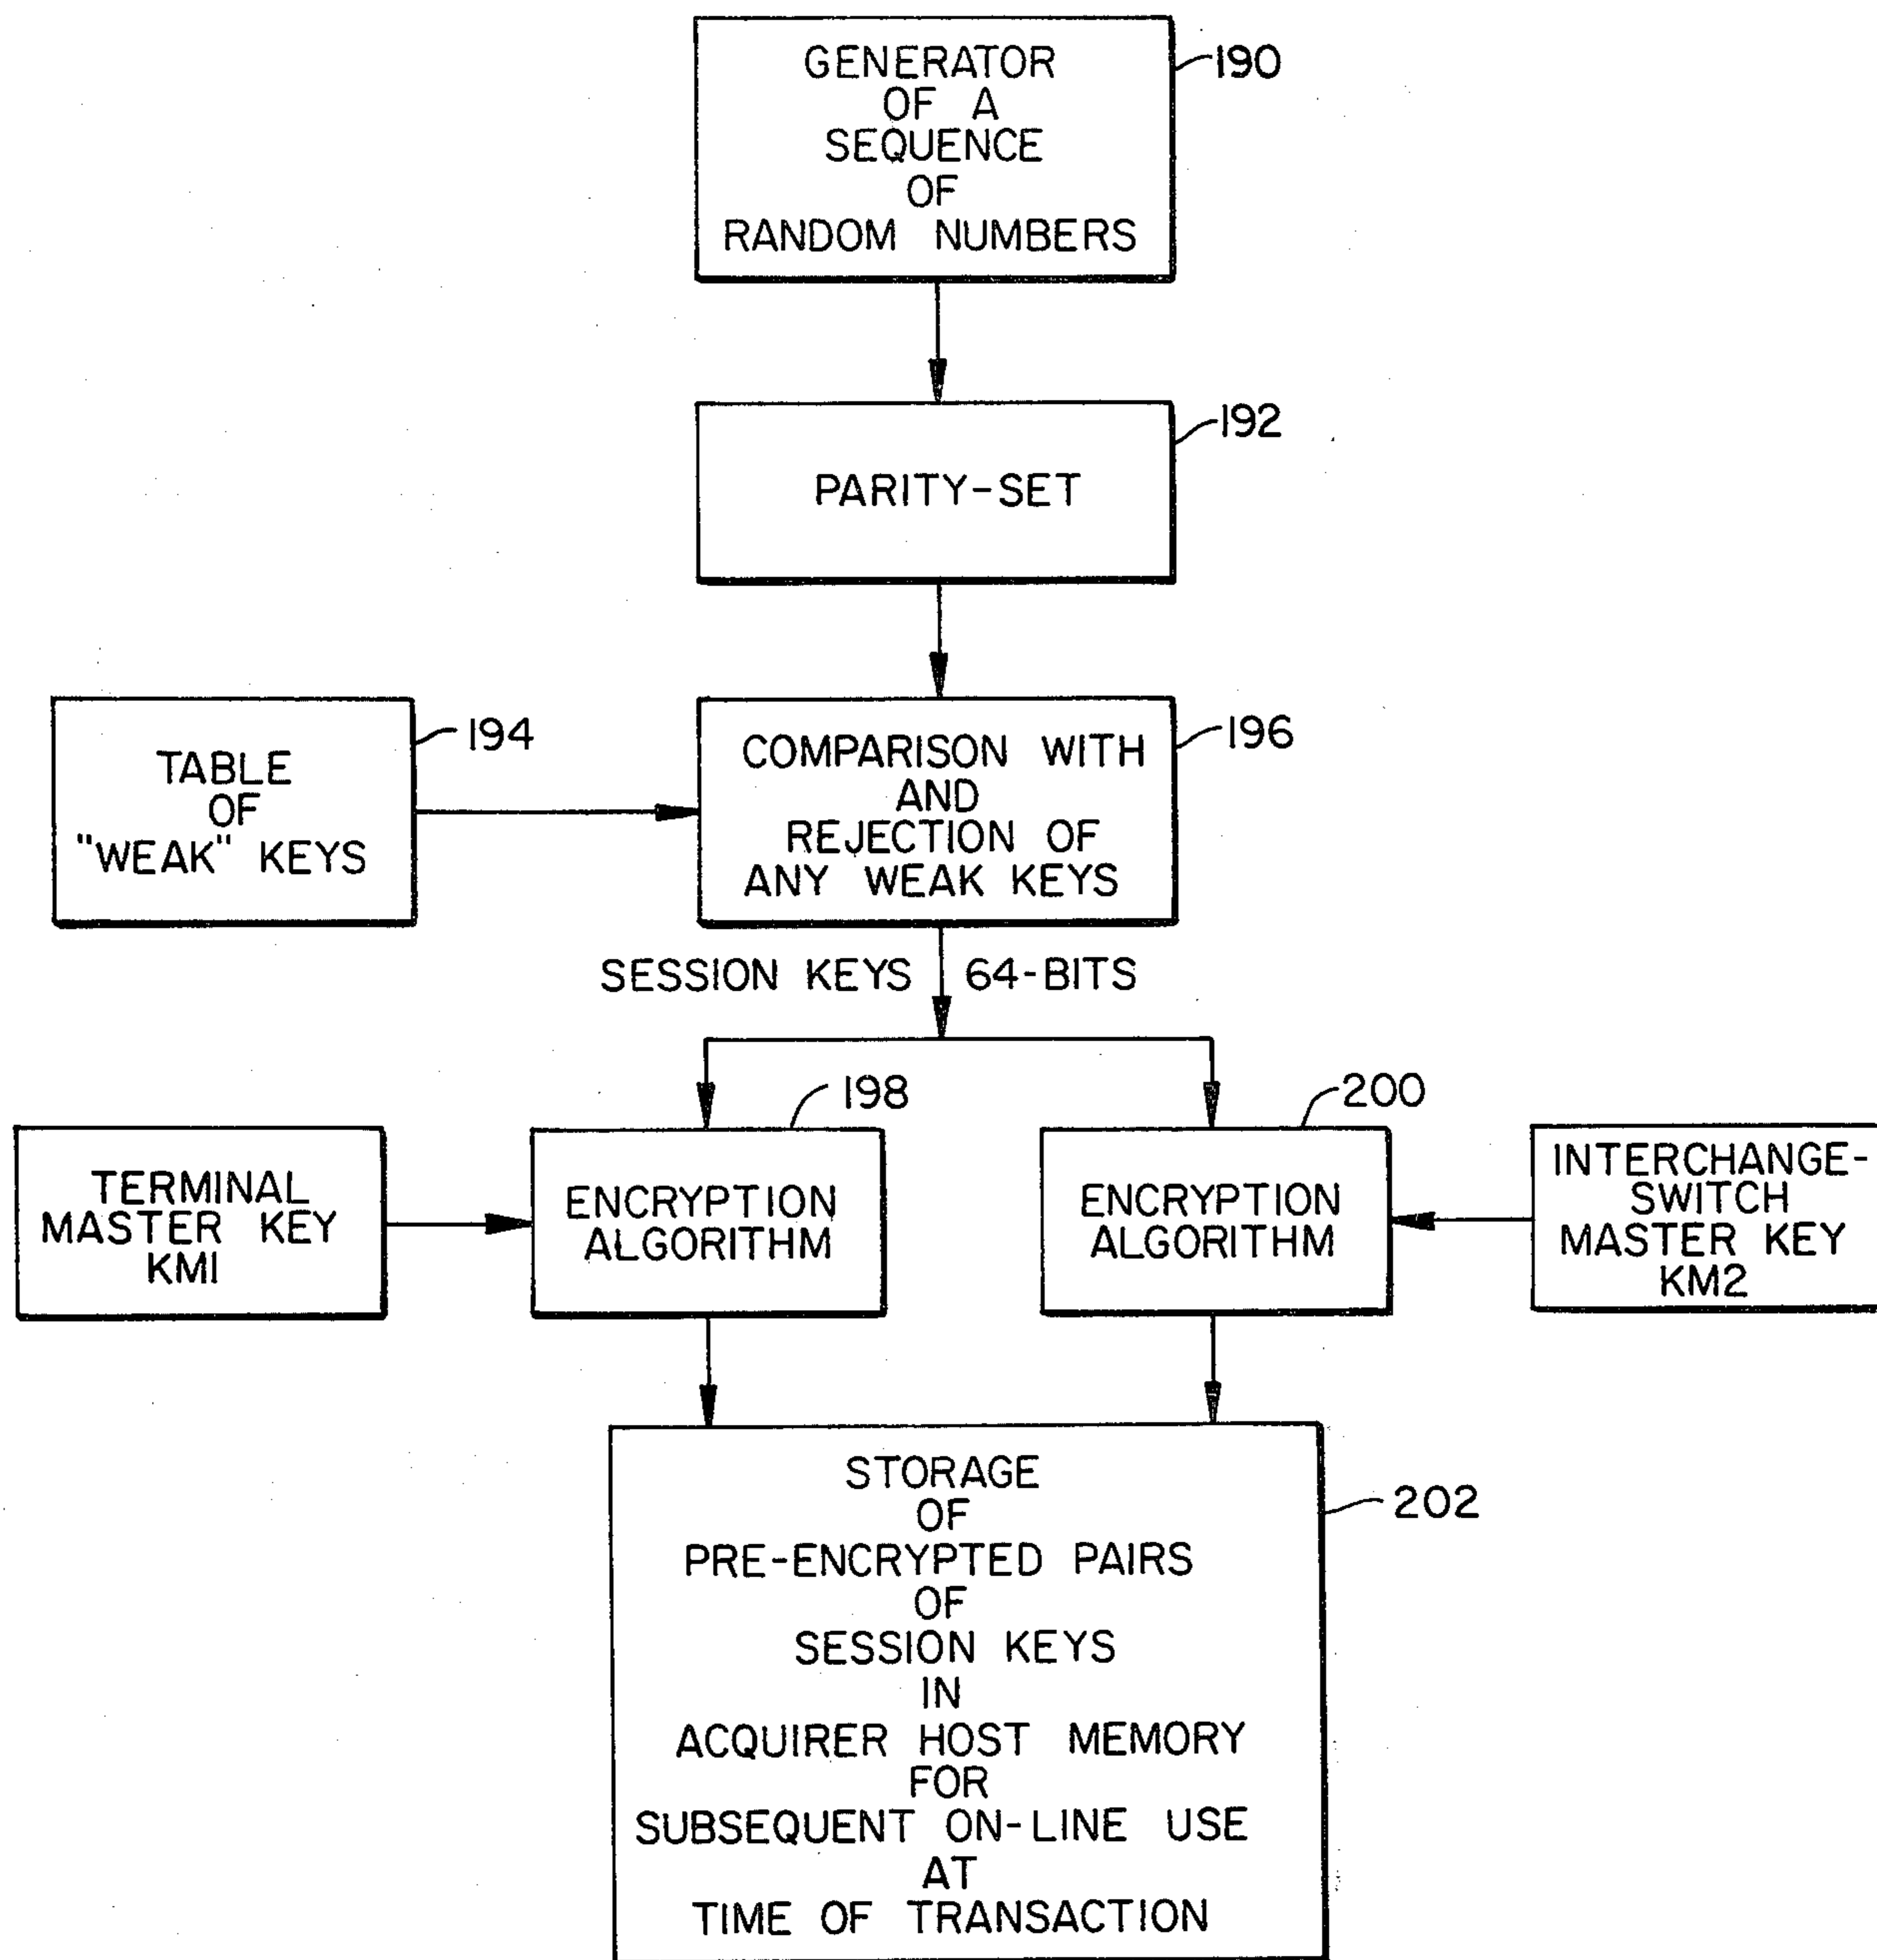 GENERATOR
OF A
SEQUENCE
OF
RANDOM NUMBERS
190
PARITY-SET
192
TABLE
OF
"WEAK" KEYS
194
COMPARISON WITH
AND
REJECTION OF
ANY WEAK KEYS
196
SESSION KEYS 64-BITS
TERMINAL
MASTER KEY
KM1
ENCRYPTION
ALGORITHM
198
ENCRYPTION
ALGORITHM
200
INTERCHANGE-
SWITCH
MASTER KEY
KM2
STORAGE
OF
PRE-ENCRYPTED PAIRS
OF
SESSION KEYS
IN
ACQUIRER HOST MEMORY
FOR
SUBSEQUENT ON-LINE USE
AT
TIME OF TRANSACTION
202